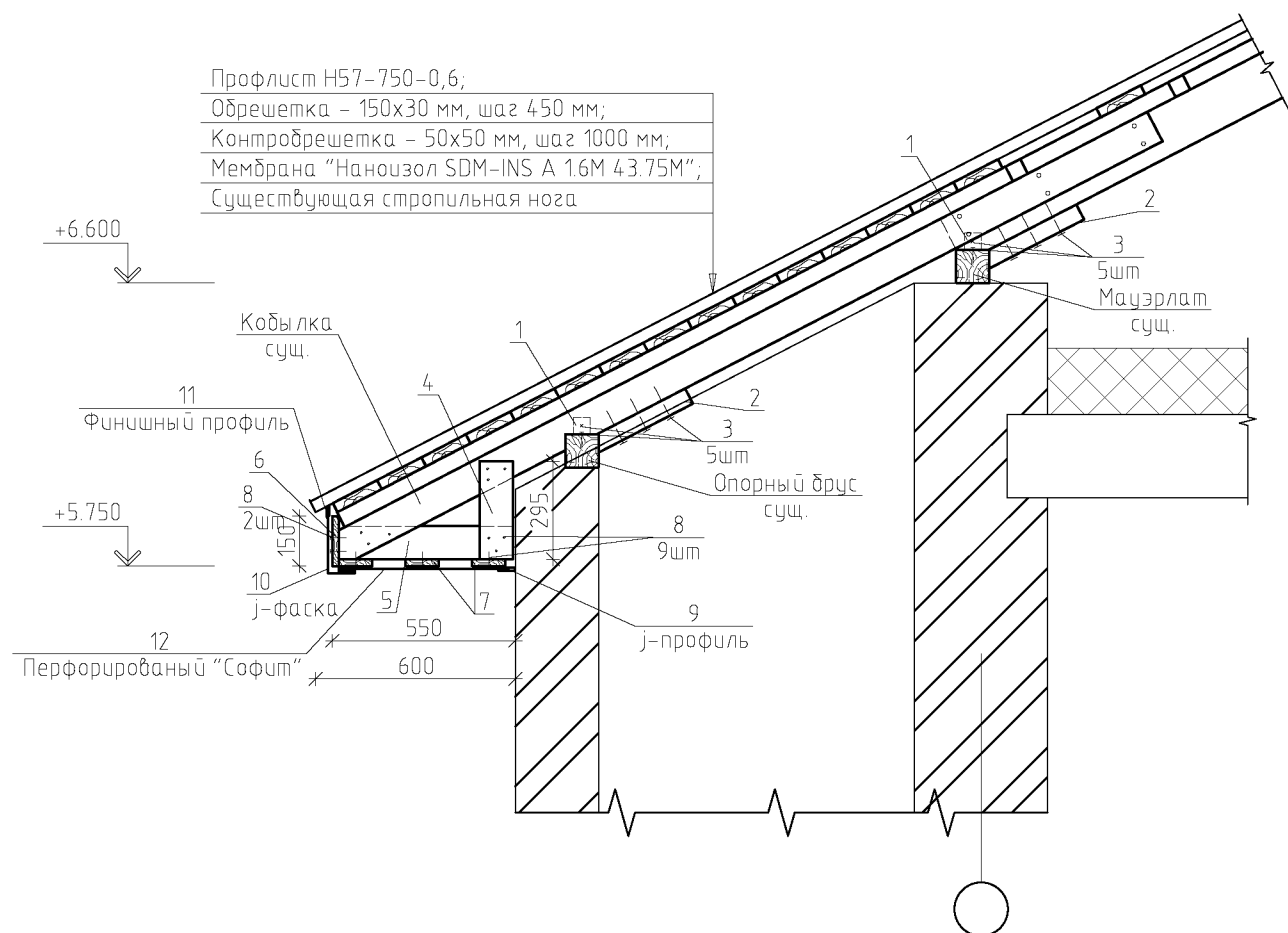 Профлист Н57-750-0,6;
Обрешетка - 150х30 мм, шаг 450 мм;
Контробрешетка - 50х50 мм, шаг 1000 мм;
Мембрана "Наноизол SDM-INS А 1.6М 43.75М";
Существующая стропильная нога
+6.600
1
2
3
5шт
Мауэрлат
сущ.
Кобылка
сущ.
1
4
11
Финишный профиль
2
3
5шт
Опорный брус
сущ.
6
8
2шт
+5.750
150
295
8
9шт
10
j-фаска
5
7
9
j-профиль
12
Перфорированый "Софит"
550
600